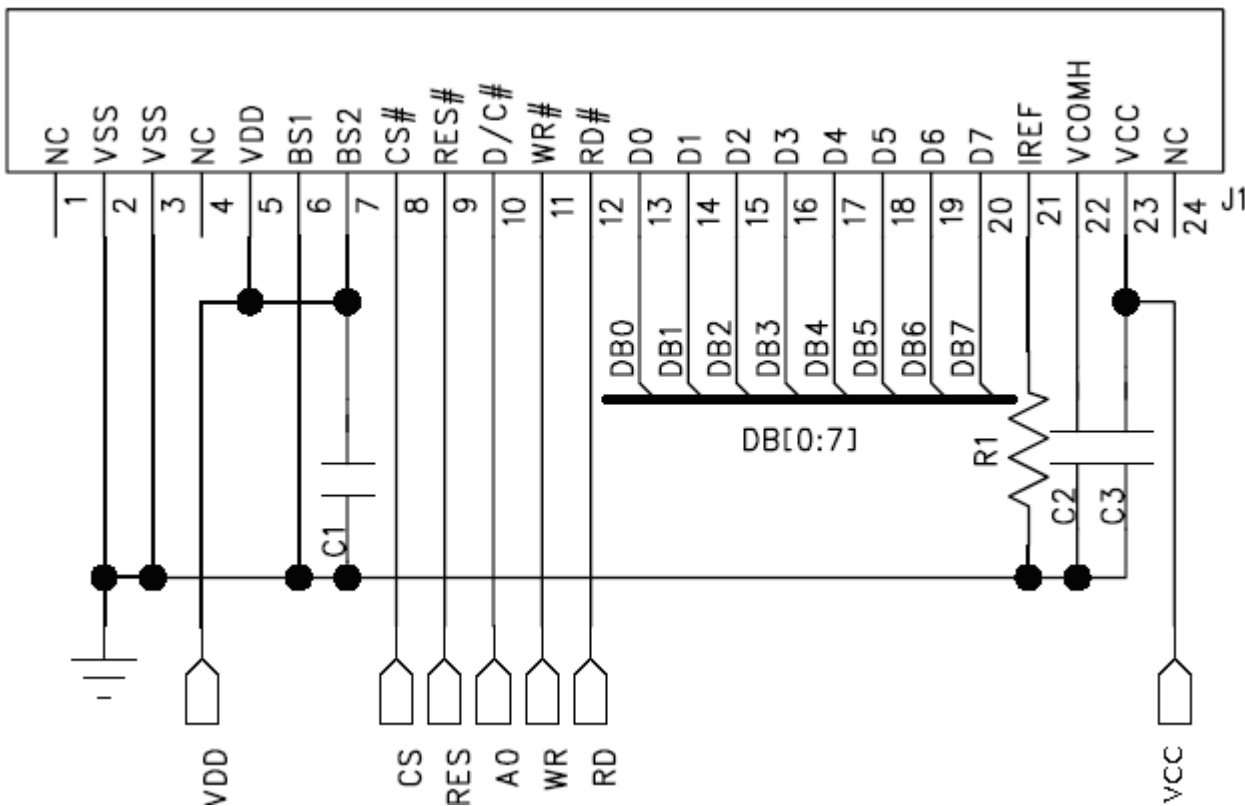 NC
VSS
VSS
NC
VDD
BS1
BS2
CS#
RES#
D/C#
WR#
RD#
D0
D1
D2
D3
D4
D5
D6
D7
IREF
VCOMH
VCC
NC
1
2
3
4
5
6
7
8
9
10
11
12
13
14
15
16
17
18
19
20
21
22
23
24
J1
DB0
DB1
DB2
DB3
DB4
DB5
DB6
DB7
DB[0:7]
R1
C2
C3
C1
VDD
CS
RES
A0
WR
RD
VCC